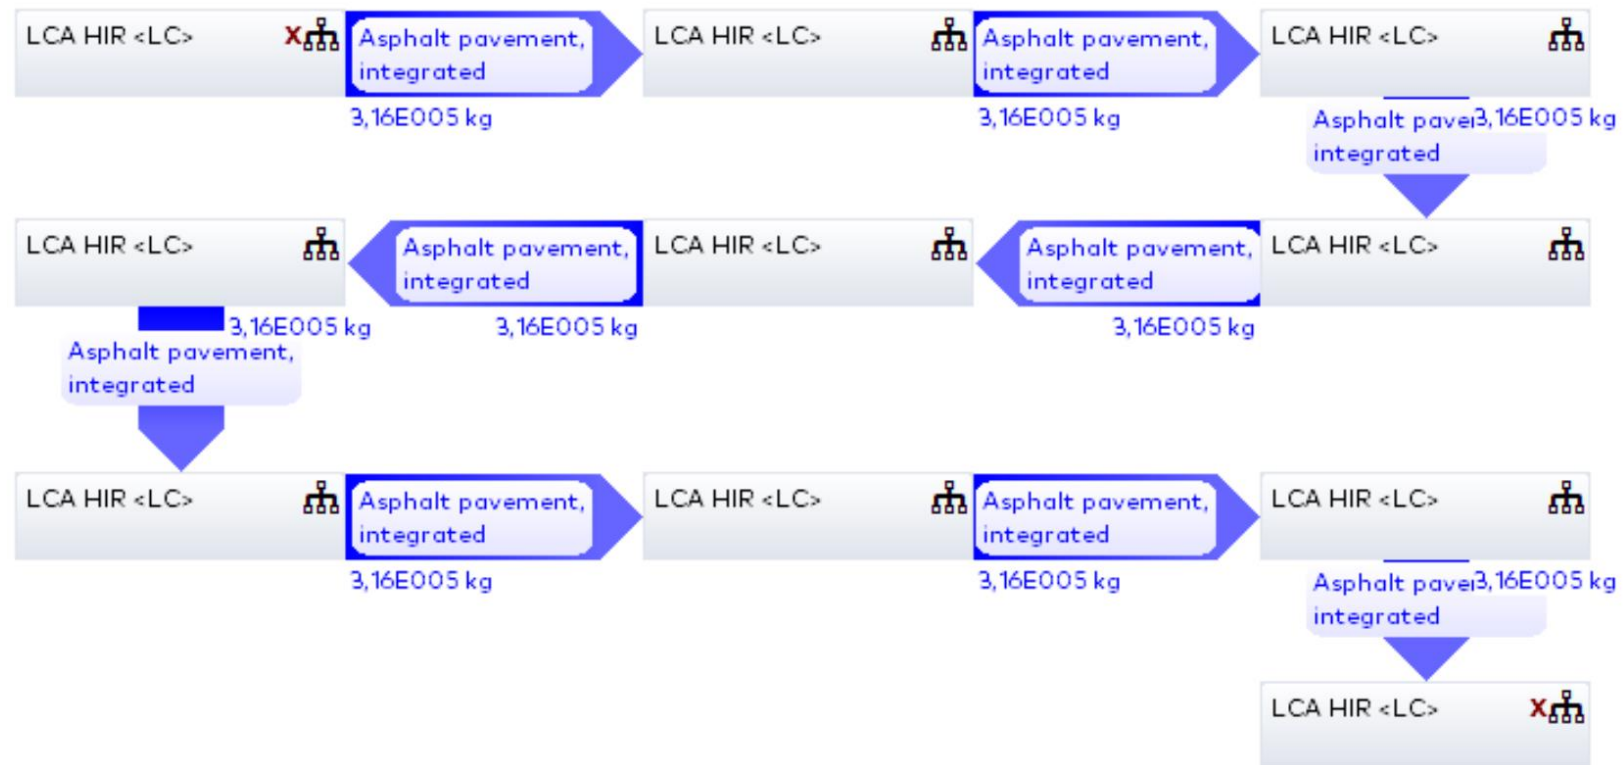 LCA HIR <LC>
X
Asphalt pavement,
integrated
3,16E005 kg
LCA HIR <LC>
Asphalt pavement,
integrated
3,16E005 kg
LCA HIR <LC>
Asphalt pave
integrated
3,16E005 kg
LCA HIR <LC>
Asphalt pavement,
integrated
3,16E005 kg
LCA HIR <LC>
Asphalt pavement,
integrated
3,16E005 kg
LCA HIR <LC>
3,16E005 kg
Asphalt pavement,
integrated
LCA HIR <LC>
Asphalt pavement,
integrated
3,16E005 kg
LCA HIR <LC>
Asphalt pavement,
integrated
3,16E005 kg
LCA HIR <LC>
Asphalt pave
integrated
3,16E005 kg
LCA HIR <LC>
X